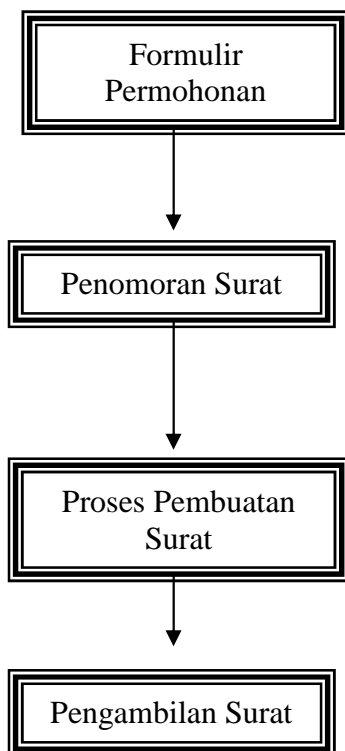 Formulir
Permohonan
Penomoran Surat
Proses Pembuatan
Surat
Pengambilan Surat